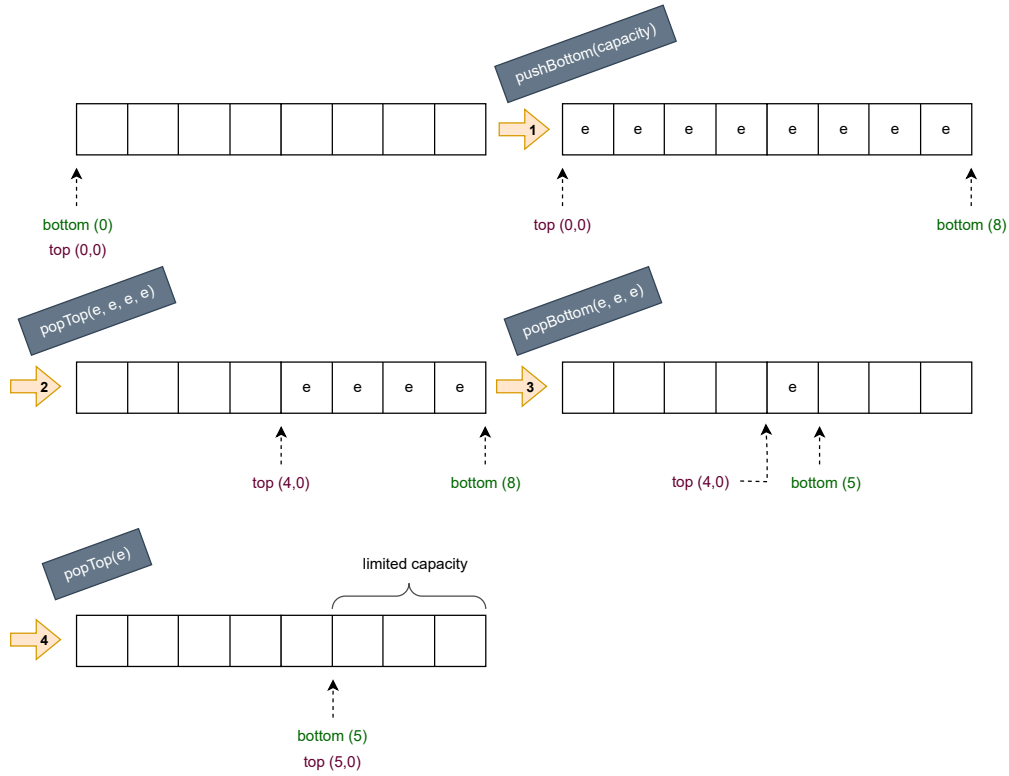 pushBottom(capacity)
1
e e e e e e e e
bottom (0)
top (0,0)
top (0,0)
bottom (8)
popTop(e, e, e, e)
popBottom(e, e, e)
2
e e e e
3
e
top (4,0)
bottom (8)
top (4,0)
bottom (5)
popTop(e)
limited capacity
4
bottom (5)
top (5,0)